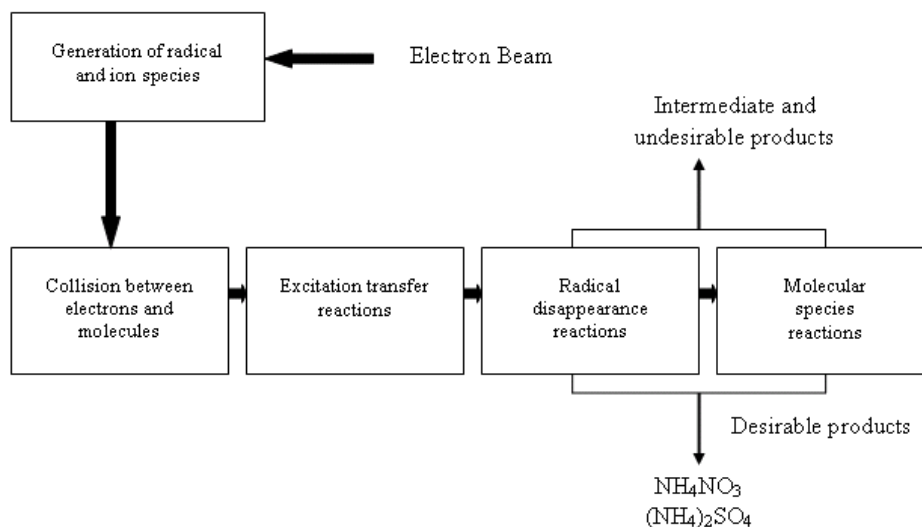 Generation of radical
and ion species
Electron Beam
Intermediate and
undesirable products
Collision between
electrons and
molecules
Excitation transfer
reactions
Radical
disappearance
reactions
Molecular
species
reactions
Desirable products
NH₄NO₃
(NH₄)₂SO₄